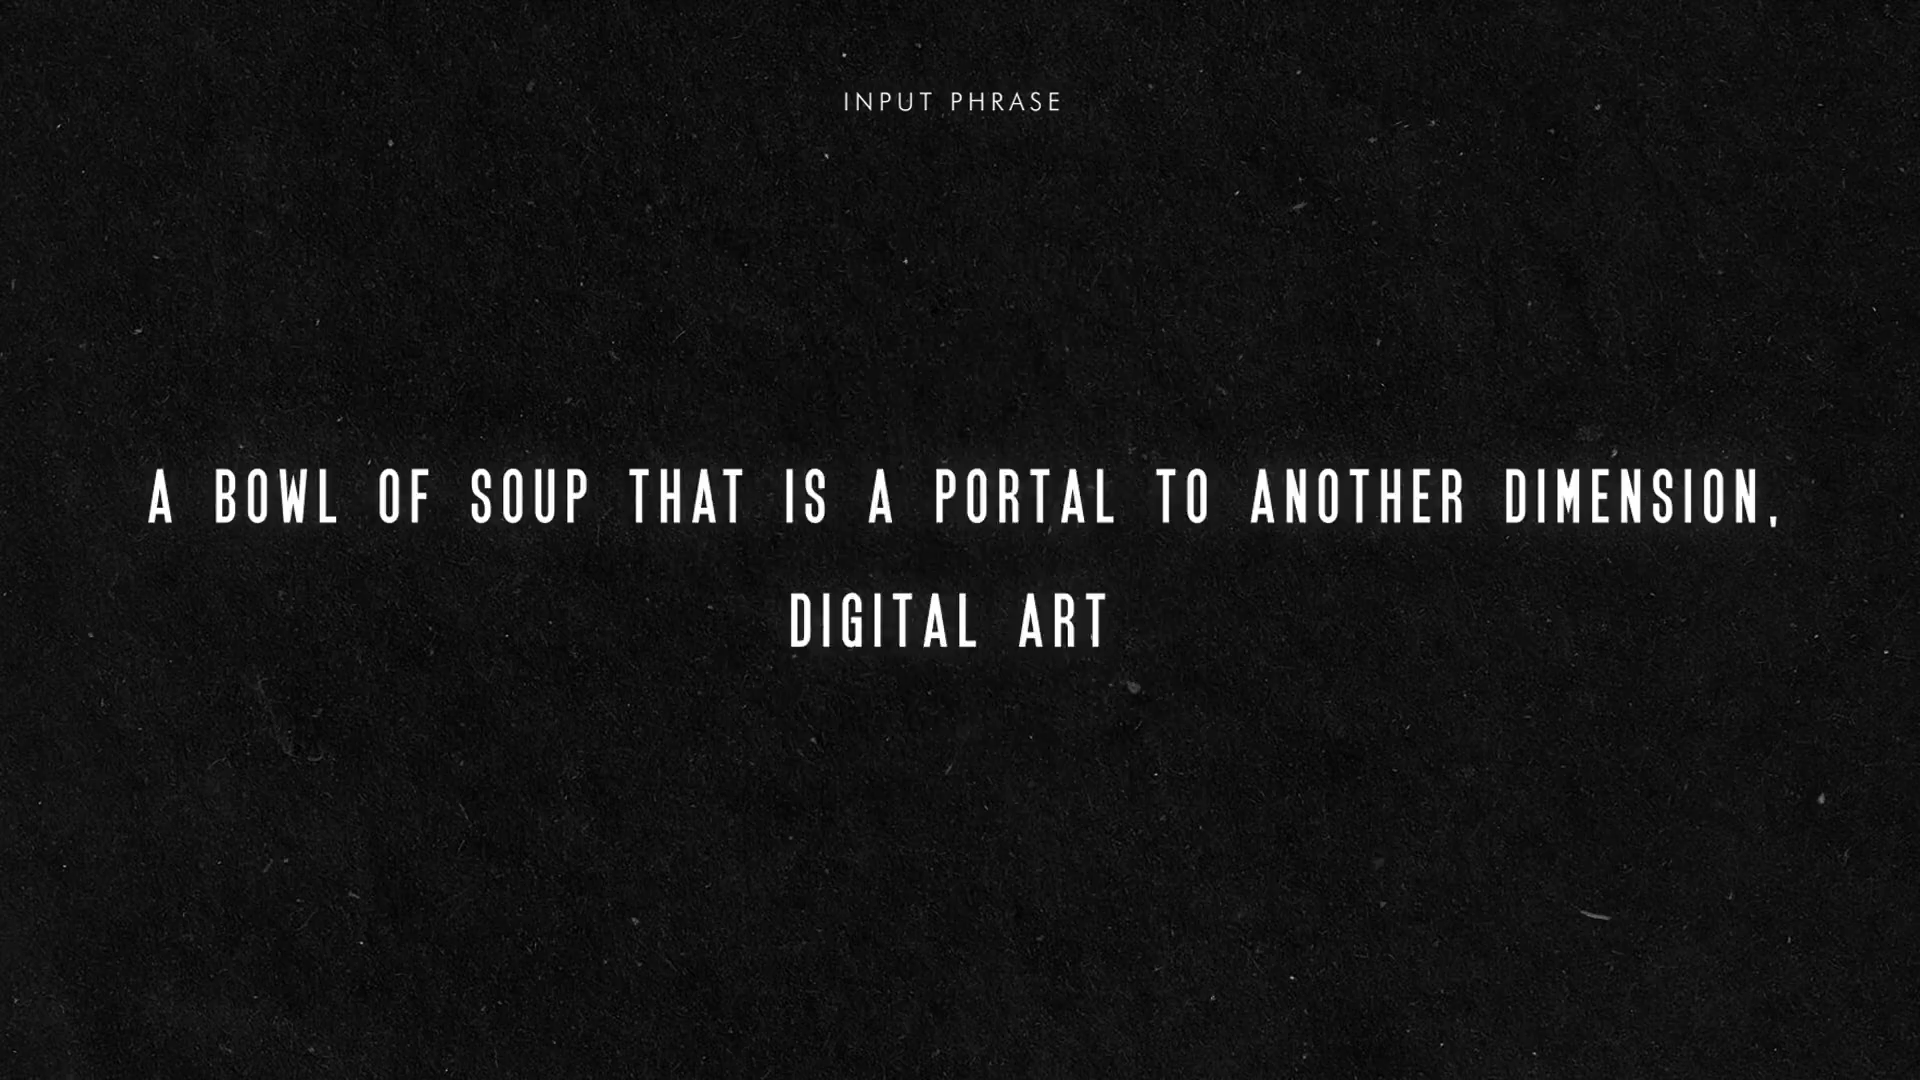 INPUT PHRASE
A BOWL OF SOUP THAT IS A PORTAL TO ANOTHER DIMENSION,
DIGITAL ART